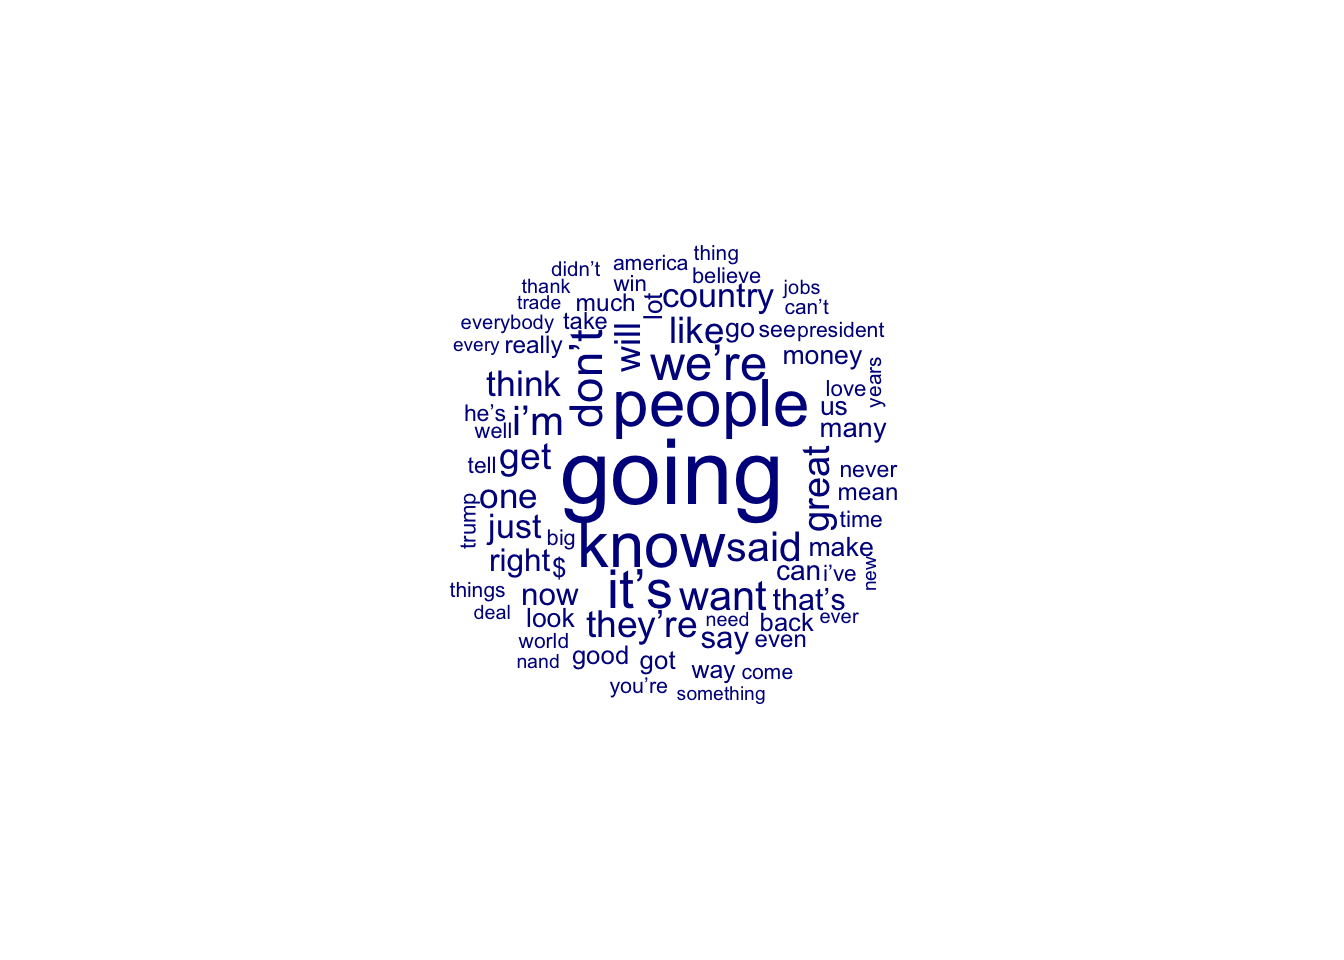 thing
didn’t america
thank win believe
trade much lot country jobs
can’t
everybody take will like go see president
every really don’t we’re money
think people love years
he’s i’m us
well many
tell get going great never
trump one mean
just big time
right $ know said make
can i’ve new
things now it’s want that’s
deal look they’re need back ever
world say even
nand good got way come
you’re something